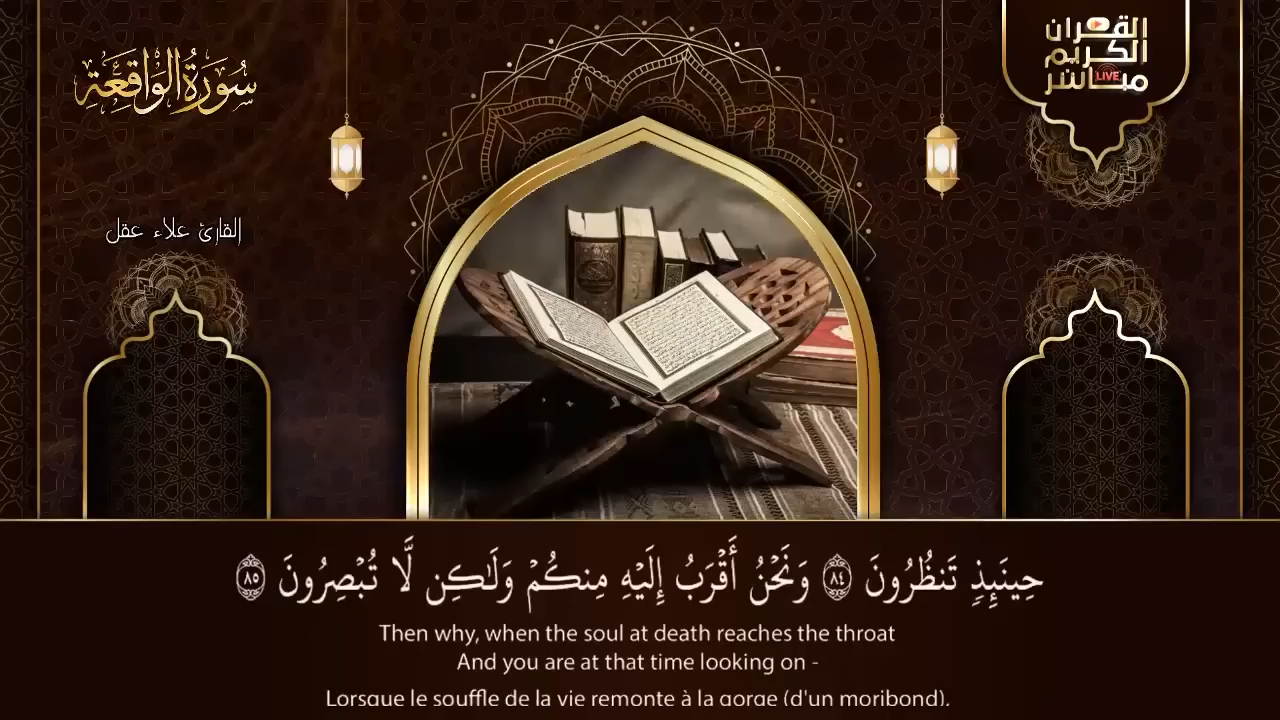 سُورَةُ الوَاقِعَة
القرآن
الكريم
مباشر
LIVE
القارئ علاء عقل
حِينَئِذٍ تَنظُرُونَ ٨٤ وَنَحْنُ أَقْرَبُ إِلَيْهِ مِنكُمْ وَلَٰكِن لَّا تُبْصِرُونَ ٨٥
Then why, when the soul at death reaches the throat
And you are at that time looking on -
Lorsque le souffle de la vie remonte à la gorge (d'un moribond).